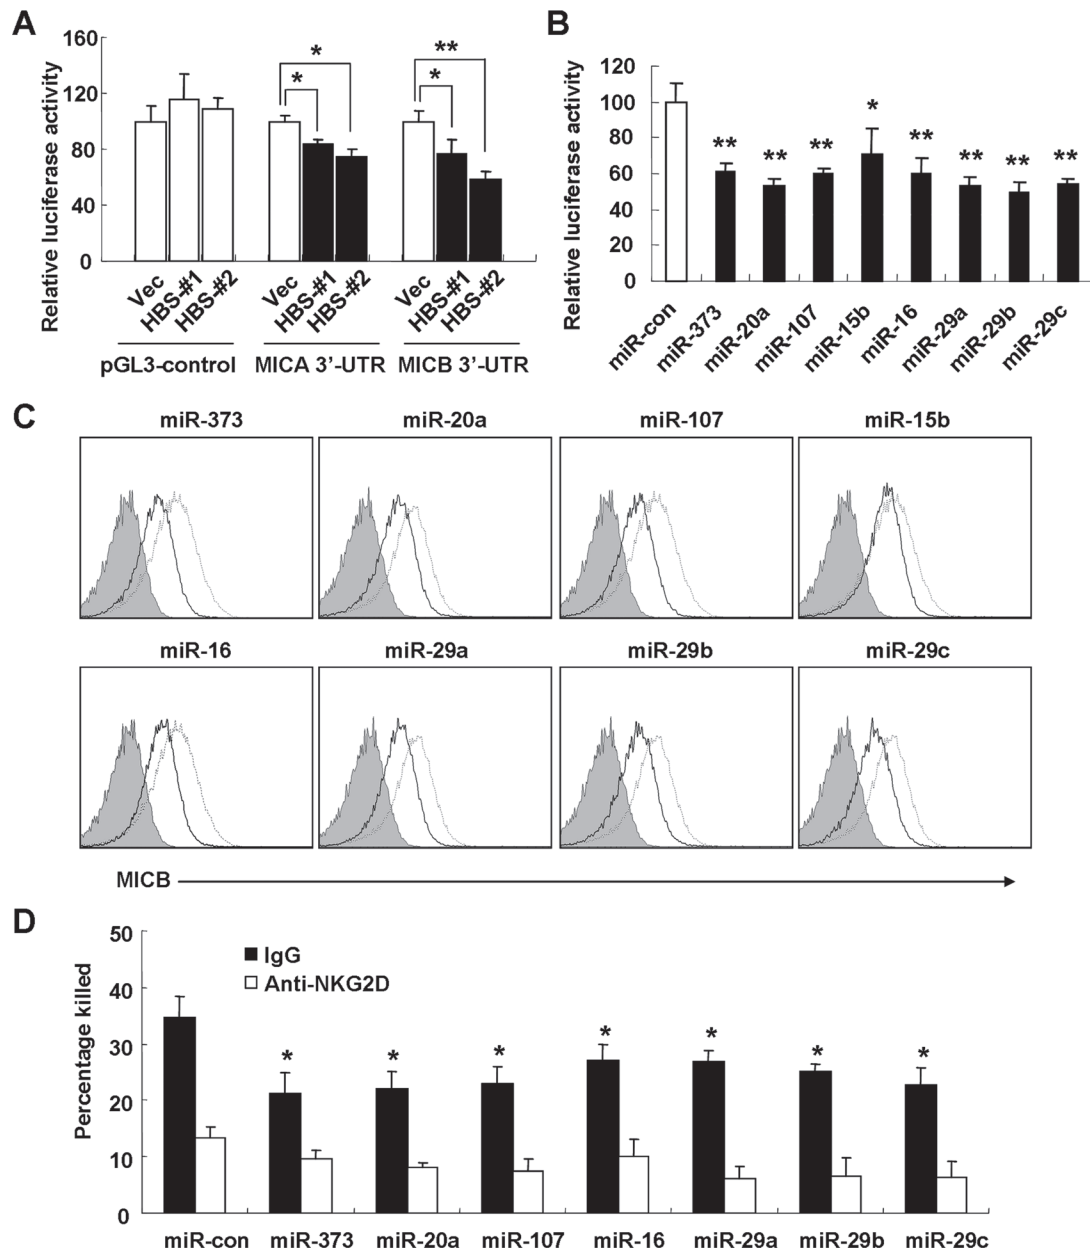 A
Relative luciferase activity
160
120
80
40
0
*
*
**
*
Vec
HBS-#1
HBS-#2
Vec
HBS-#1
HBS-#2
Vec
HBS-#1
HBS-#2
pGL3-control
MICA 3’-UTR
MICB 3’-UTR
B
Relative luciferase activity
120
100
80
60
40
20
0
**
**
**
*
**
**
**
**
miR-con
miR-373
miR-20a
miR-107
miR-15b
miR-16
miR-29a
miR-29b
miR-29c
C
miR-373
miR-20a
miR-107
miR-15b
miR-16
miR-29a
miR-29b
miR-29c
MICB
D
Percentage killed
50
40
30
20
10
0
IgG
Anti-NKG2D
*
*
*
*
*
*
*
miR-con
miR-373
miR-20a
miR-107
miR-16
miR-29a
miR-29b
miR-29c